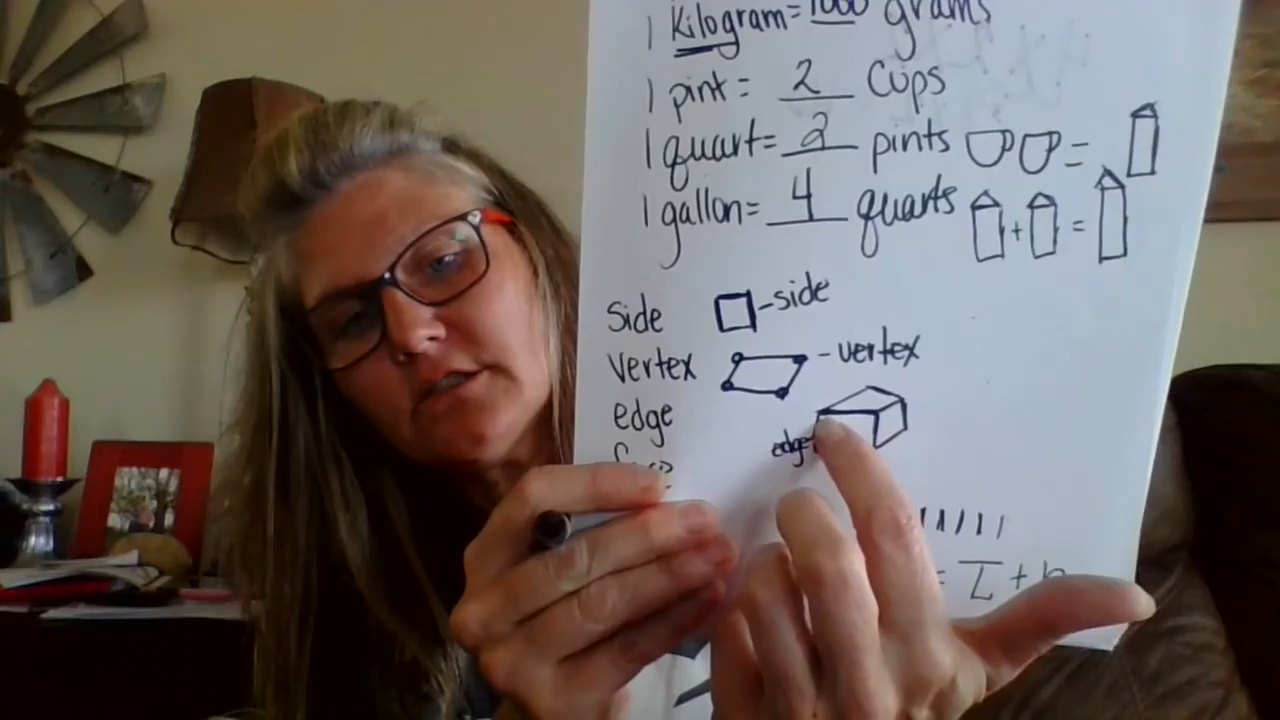 1 Kilogram = 1000 grams
1 pint = 2 Cups
1 quart = 2 pints =
1 gallon = 4 quarts + =
Side -side
Vertex -vertex
edge
edge